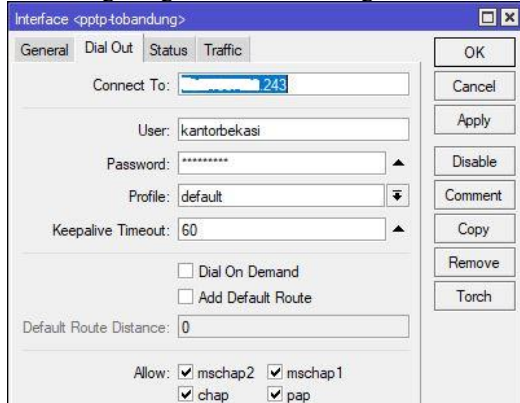 Interface <pptp-tobandung>
General Dial Out Status Traffic
OK
Connect To: .243
Cancel
User: kantorbekasi
Apply
Password: *********
Disable
Profile: default
Comment
Keepalive Timeout: 60
Copy
Remove
Dial On Demand
Add Default Route
Torch
Default Route Distance: 0
Allow: mschap2 mschap1
chap pap